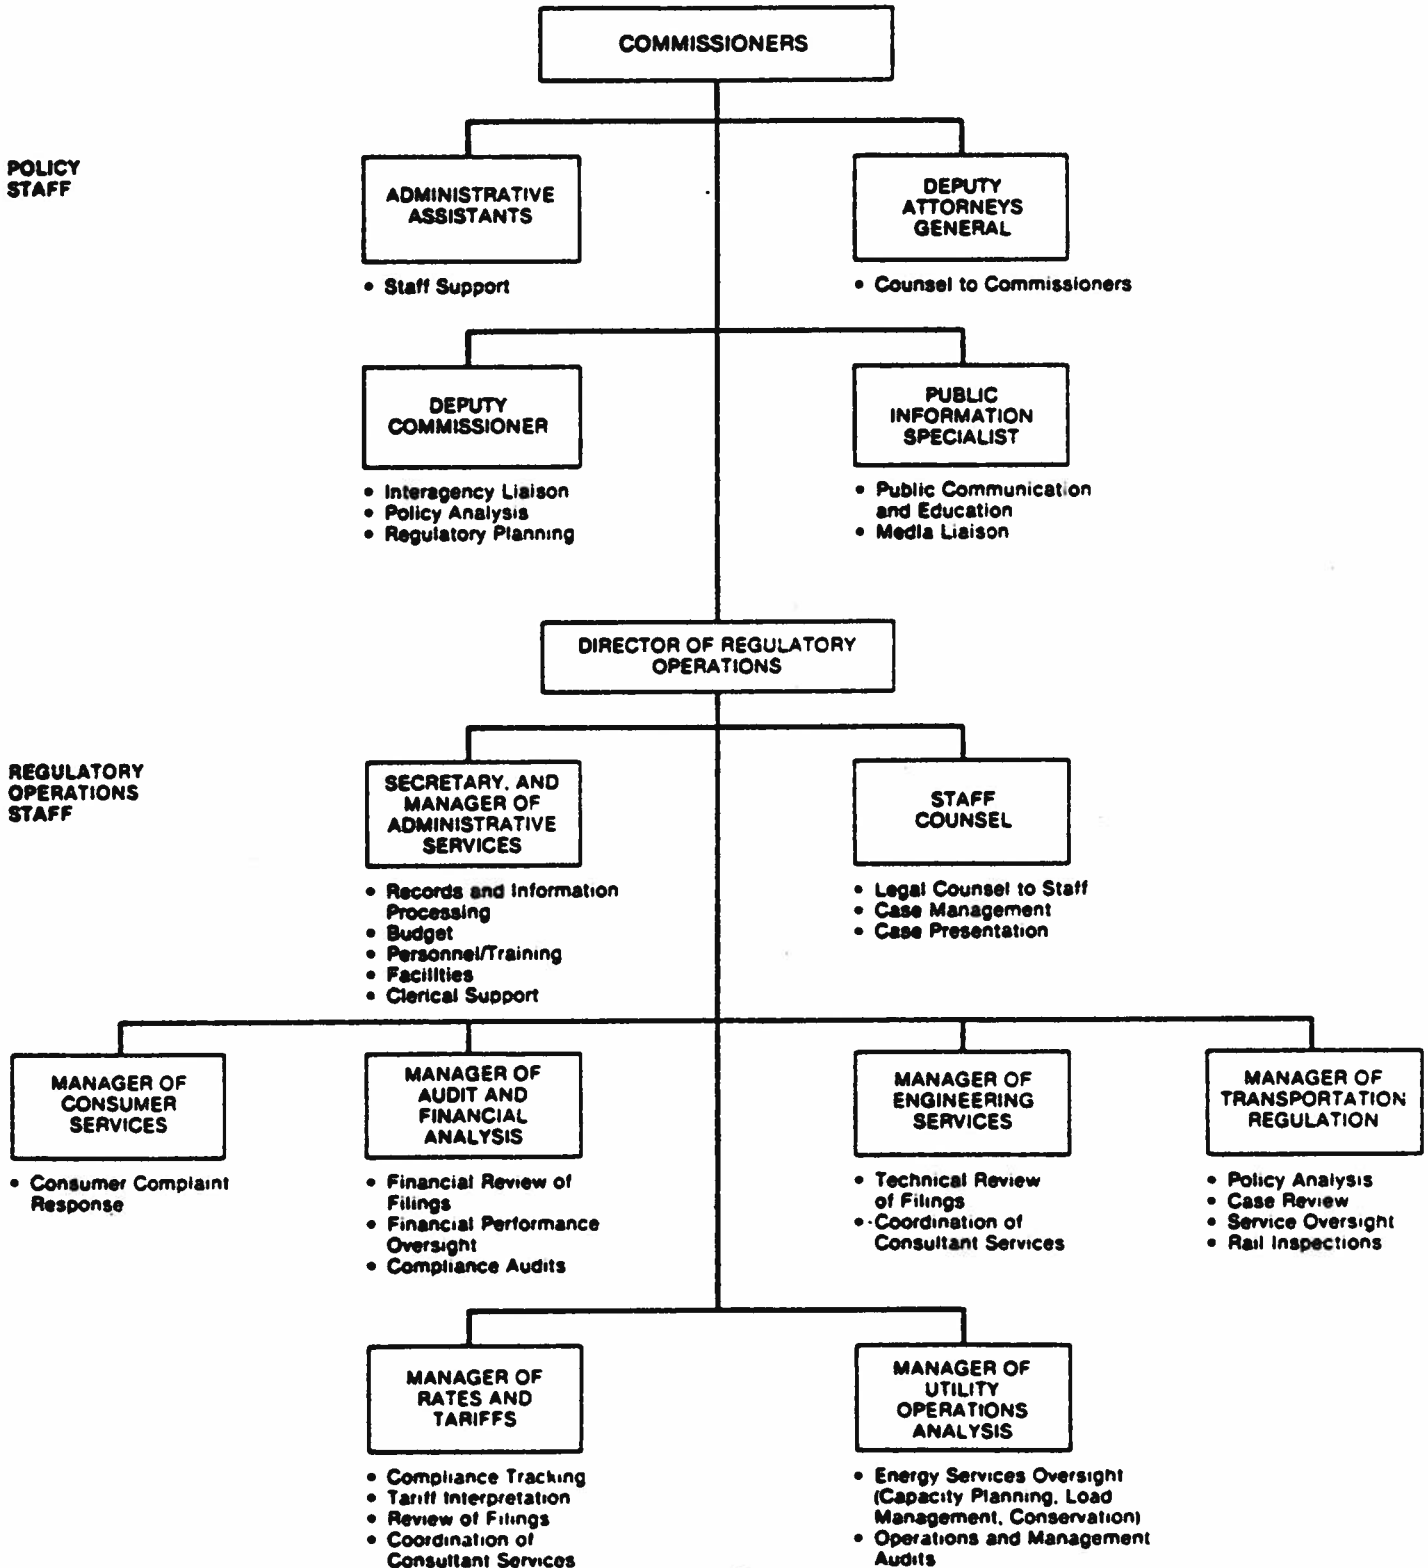 COMMISSIONERS
POLICY
STAFF
ADMINISTRATIVE
ASSISTANTS
• Staff Support
DEPUTY
ATTORNEYS
GENERAL
• Counsel to Commissioners
DEPUTY
COMMISSIONER
• Interagency Liaison
• Policy Analysis
• Regulatory Planning
PUBLIC
INFORMATION
SPECIALIST
• Public Communication
and Education
• Media Liaison
DIRECTOR OF REGULATORY
OPERATIONS
REGULATORY
OPERATIONS
STAFF
SECRETARY, AND
MANAGER OF
ADMINISTRATIVE
SERVICES
• Records and Information
Processing
• Budget
• Personnel/Training
• Facilities
• Clerical Support
STAFF
COUNSEL
• Legal Counsel to Staff
• Case Management
• Case Presentation
MANAGER OF
CONSUMER
SERVICES
• Consumer Complaint
Response
MANAGER OF
AUDIT AND
FINANCIAL
ANALYSIS
• Financial Review of
Filings
• Financial Performance
Oversight
• Compliance Audits
MANAGER OF
ENGINEERING
SERVICES
• Technical Review
of Filings
• Coordination of
Consultant Services
MANAGER OF
TRANSPORTATION
REGULATION
• Policy Analysis
• Case Review
• Service Oversight
• Rail Inspections
MANAGER OF
RATES AND
TARIFFS
• Compliance Tracking
• Tariff Interpretation
• Review of Filings
• Coordination of
Consultant Services
MANAGER OF
UTILITY
OPERATIONS
ANALYSIS
• Energy Services Oversight
(Capacity Planning, Load
Management, Conservation)
• Operations and Management
Audits